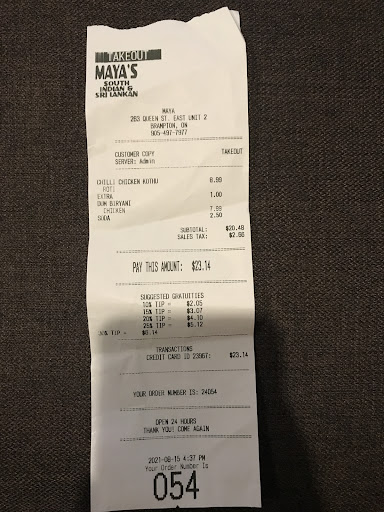 TAKEOUT
MAYA'S
SOUTH
INDIAN &
SRI LANKAN
MAYA
263 QUEEN ST. EAST UNIT 2
BRAMPTON, ON
905-497-7977
CUSTOMER COPY TAKEOUT
SERVER: Admin
CHILLI CHICKEN KOTHU 8.99
ROTI
EXTRA 1.00
DUM BIRYANI
CHICKEN 7.99
SODA 2.50
SUBTOTAL: $20.48
SALES TAX: $2.66
PAY THIS AMOUNT: $23.14
SUGGESTED GRATUITIES
10% TIP = $2.05
15% TIP = $3.07
20% TIP = $4.10
25% TIP = $5.12
30% TIP = $6.14
TRANSACTIONS
CREDIT CARD ID 23967: $23.14
YOUR ORDER NUMBER IS: 24054
OPEN 24 HOURS
THANK YOU! COME AGAIN
2021-08-15 4:37 PM
Your Order Number Is
054